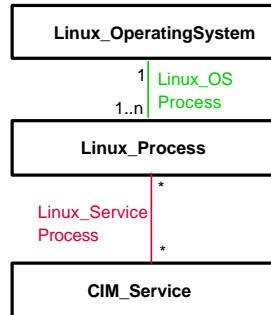 Linux_OperatingSystem
1
Linux_OS
Process
1..n
Linux_Process
*
Linux_Service
Process
*
CIM_Service